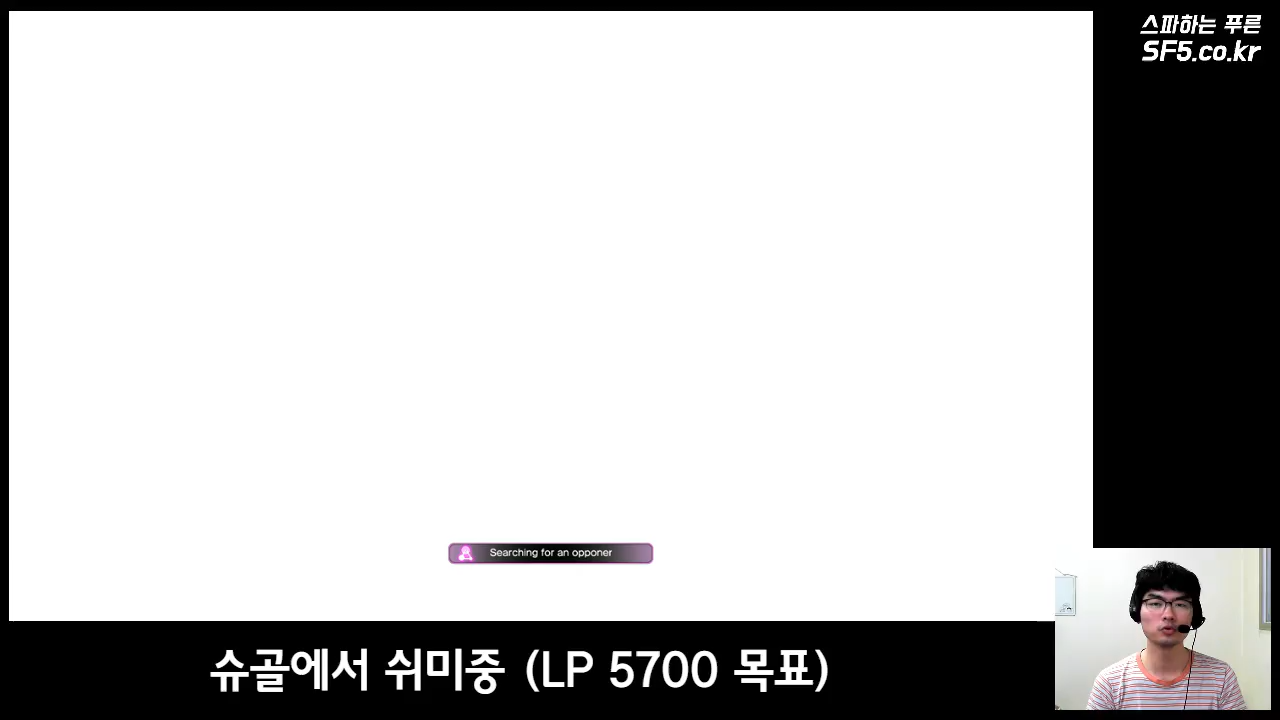 스파하는 푸른
SF5.co.kr
Searching for an opponer
슈골에서 쉬미중 (LP 5700 목표)